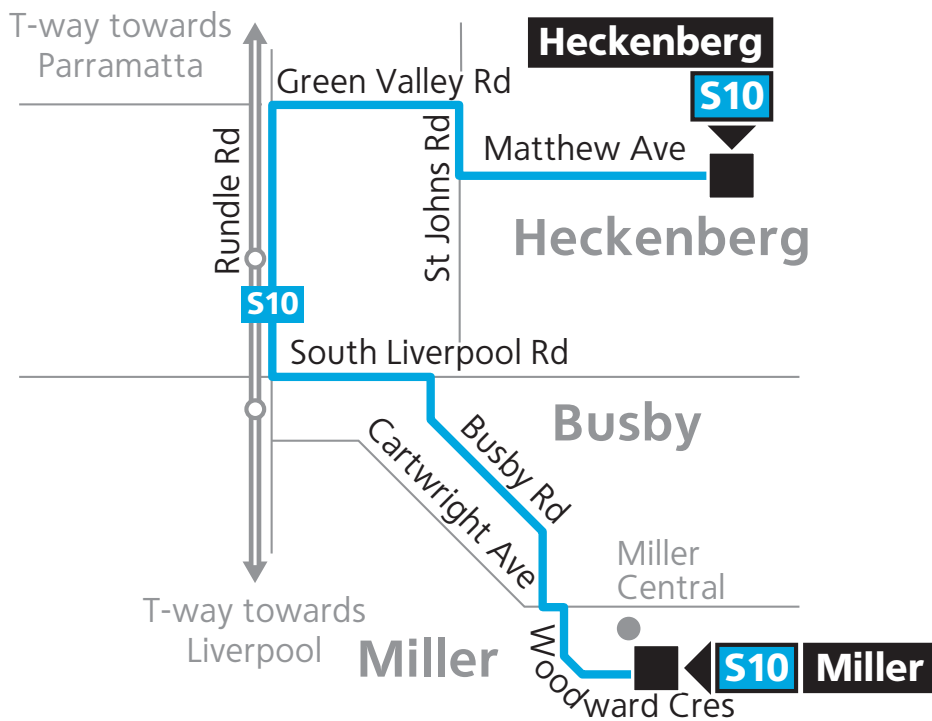 T-way towards
Parramatta
Heckenberg
S10
Green Valley Rd
Matthew Ave
St Johns Rd
Rundle Rd
Heckenberg
S10
South Liverpool Rd
Busby
Busby Rd
Cartwright Ave
Miller
Central
T-way towards
Liverpool
Miller
Woodward Cres
S10
Miller